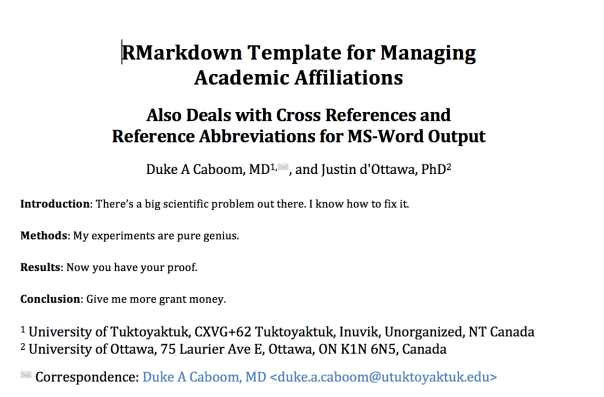 RMarkdown Template for Managing
Academic Affiliations
Also Deals with Cross References and
Reference Abbreviations for MS-Word Output
Duke A Caboom, MD1,✉, and Justin d'Ottawa, PhD2
Introduction: There's a big scientific problem out there. I know how to fix it.
Methods: My experiments are pure genius.
Results: Now you have your proof.
Conclusion: Give me more grant money.
1 University of Tuktoyaktuk, CXVG+62 Tuktoyaktuk, Inuvik, Unorganized, NT Canada
2 University of Ottawa, 75 Laurier Ave E, Ottawa, ON K1N 6N5, Canada
✉ Correspondence: Duke A Caboom, MD <duke.a.caboom@utuktoyaktuk.edu>